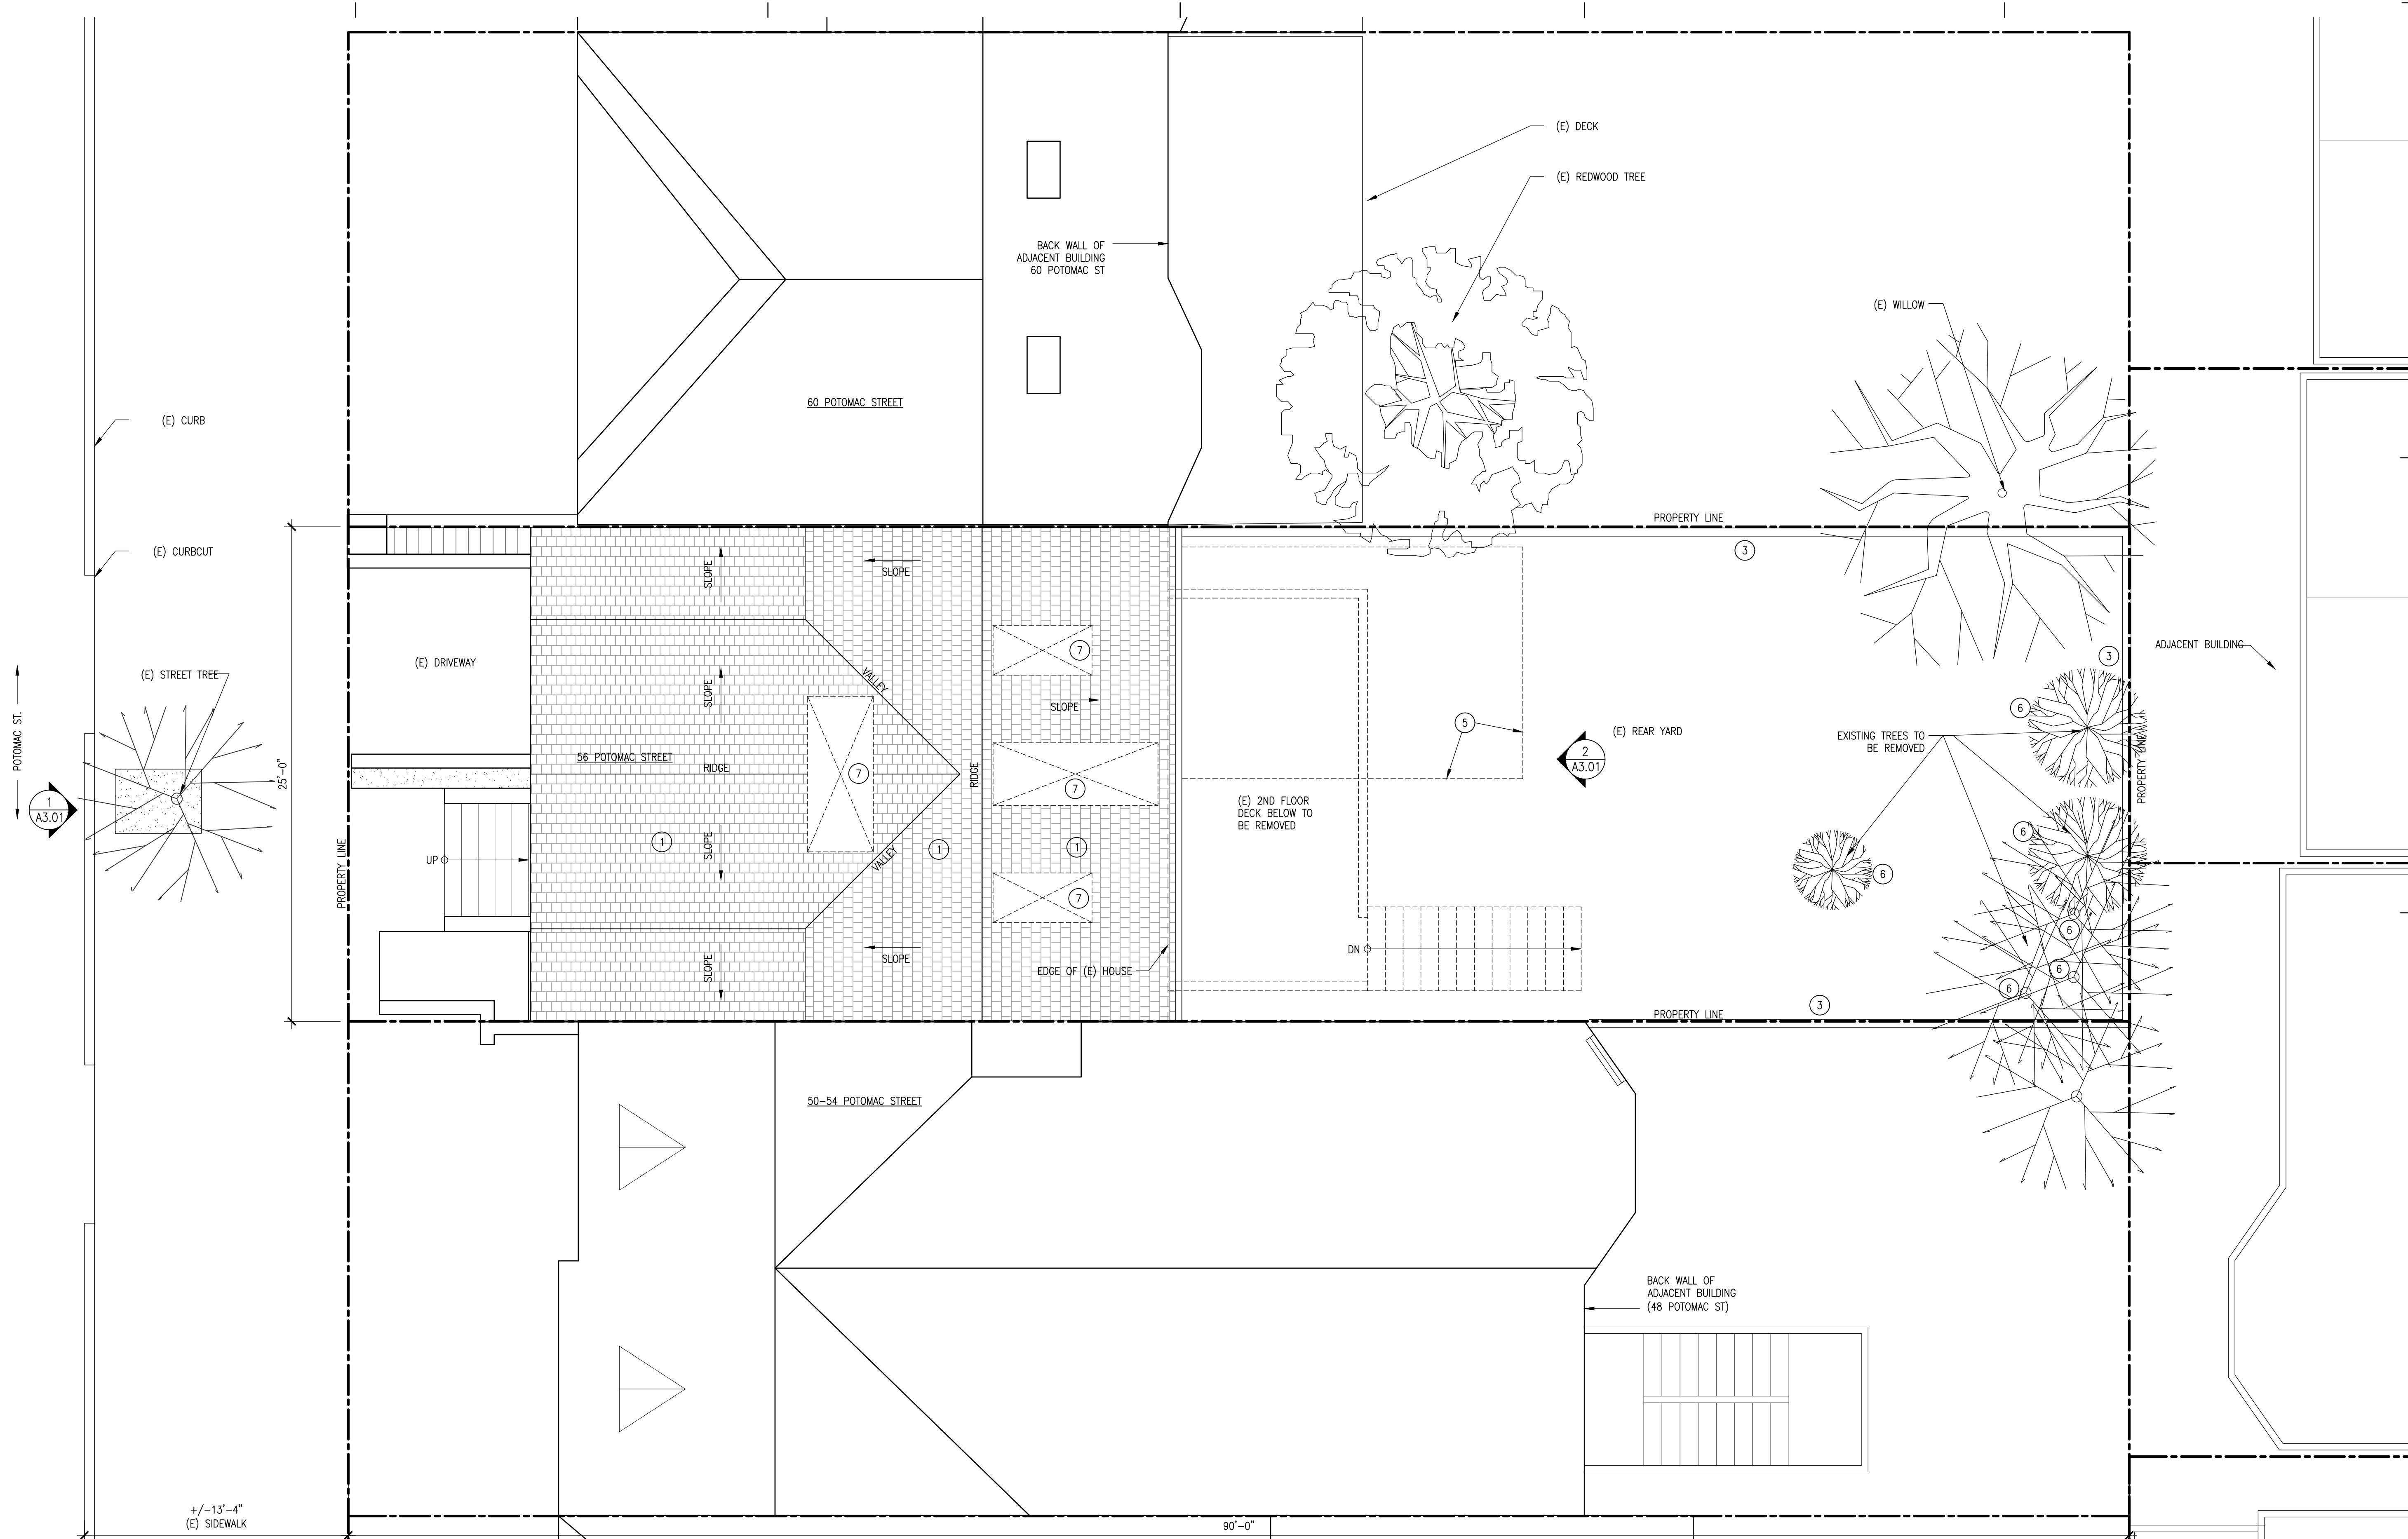 (E) DECK
(E) REDWOOD TREE
BACK WALL OF
ADJACENT BUILDING
60 POTOMAC ST
(E) WILLOW
60 POTOMAC STREET
(E) CURB
(E) CURBCUT
PROPERTY LINE
3
SLOPE
SLOPE
25'-0"
(E) DRIVEWAY
(E) STREET TREE
POTOMAC ST.
1
A3.01
PROPERTY LINE
UP
56 POTOMAC STREET
RIDGE
SLOPE
SLOPE
SLOPE
VALLEY
VALLEY
7
1
1
RIDGE
7
SLOPE
7
1
7
SLOPE
EDGE OF (E) HOUSE
5
(E) REAR YARD
2
A3.01
(E) 2ND FLOOR
DECK BELOW TO
BE REMOVED
DN
EXISTING TREES TO
BE REMOVED
3
6
6
6
6
6
6
PROPERTY LINE
ADJACENT BUILDING
3
PROPERTY LINE
50-54 POTOMAC STREET
BACK WALL OF
ADJACENT BUILDING
(48 POTOMAC ST)
+/-13'-4"
(E) SIDEWALK
90'-0"